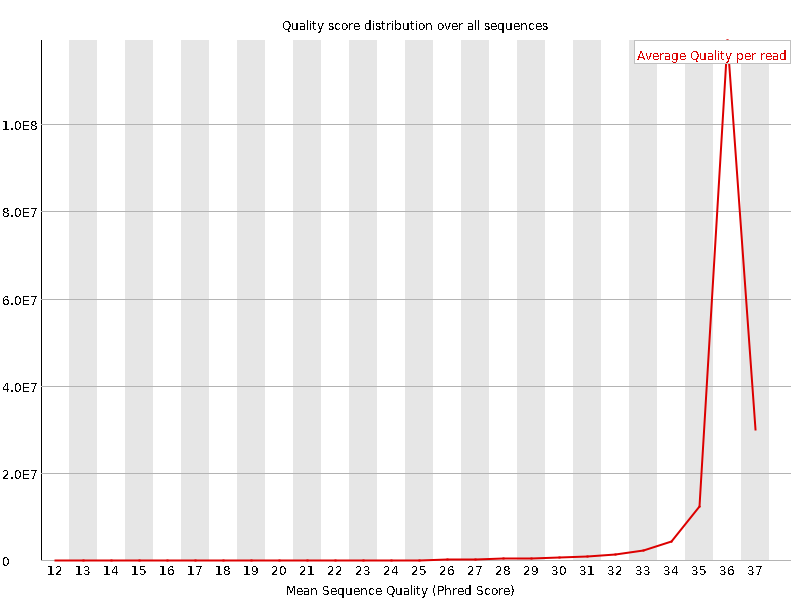 Quality score distribution over all sequences
Average Quality per read
1.0E8
8.0E7
6.0E7
4.0E7
2.0E7
0
12 13 14 15 16 17 18 19 20 21 22 23 24 25 26 27 28 29 30 31 32 33 34 35 36 37
Mean Sequence Quality (Phred Score)